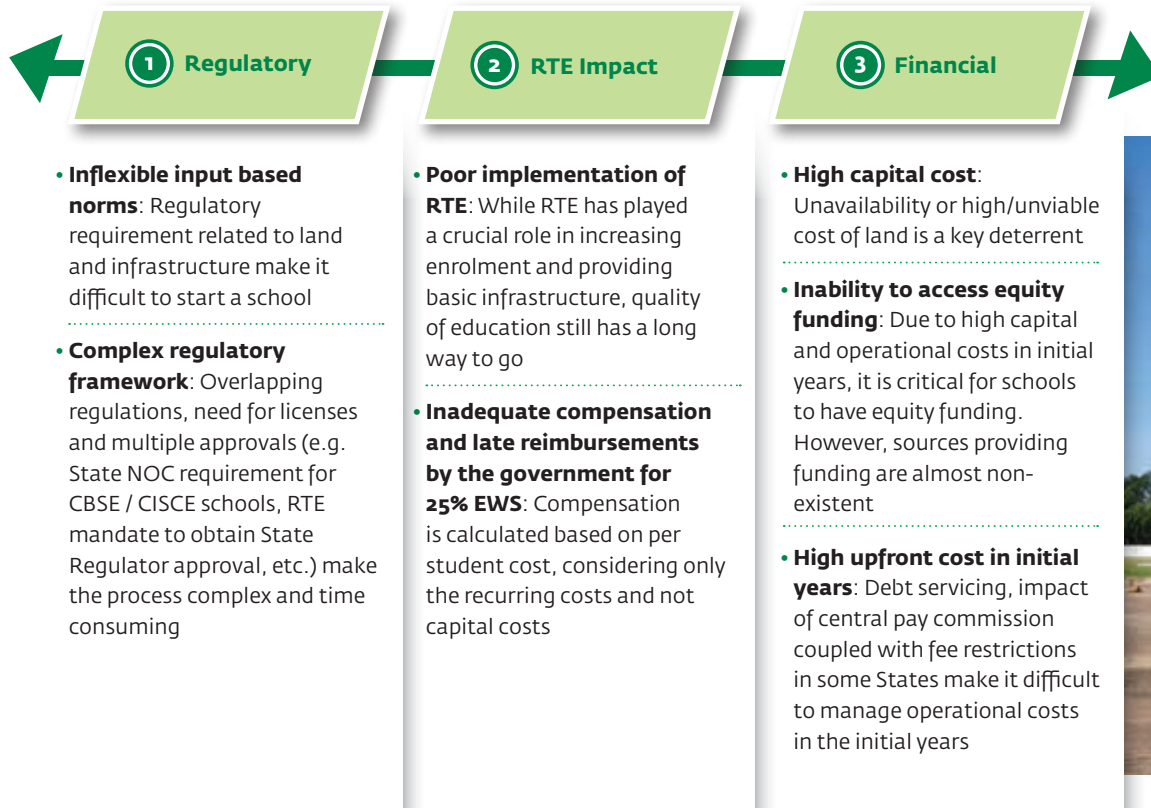 1 Regulatory
• Inflexible input based
norms: Regulatory
requirement related to land
and infrastructure make it
difficult to start a school
• Complex regulatory
framework: Overlapping
regulations, need for licenses
and multiple approvals (e.g.
State NOC requirement for
CBSE / CISCE schools, RTE
mandate to obtain State
Regulator approval, etc.) make
the process complex and time
consuming
2 RTE Impact
• Poor implementation of
RTE: While RTE has played
a crucial role in increasing
enrolment and providing
basic infrastructure, quality
of education still has a long
way to go
• Inadequate compensation
and late reimbursements
by the government for
25% EWS: Compensation
is calculated based on per
student cost, considering only
the recurring costs and not
capital costs
3 Financial
• High capital cost:
Unavailability or high/unviable
cost of land is a key deterrent
• Inability to access equity
funding: Due to high capital
and operational costs in initial
years, it is critical for schools
to have equity funding.
However, sources providing
funding are almost non-
existent
• High upfront cost in initial
years: Debt servicing, impact
of central pay commission
coupled with fee restrictions
in some States make it difficult
to manage operational costs
in the initial years